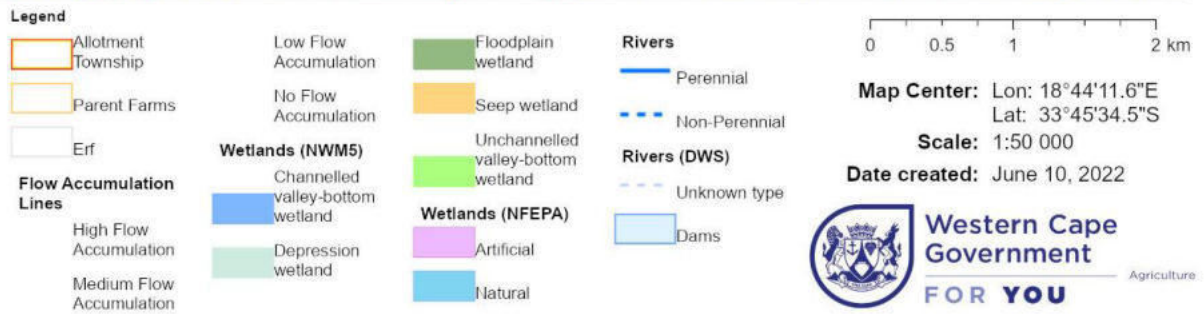 Legend
Allotment
Township
Parent Farms
Erf
Flow Accumulation
Lines
High Flow
Accumulation
Medium Flow
Accumulation
Low Flow
Accumulation
No Flow
Accumulation
Wetlands (NWM5)
Channelled
valley-bottom
wetland
Depression
wetland
Floodplain
wetland
Seep wetland
Unchannelled
valley-bottom
wetland
Wetlands (NFEPA)
Artificial
Natural
Rivers
Perennial
Non-Perennial
Rivers (DWS)
Unknown type
Dams
0 0.5 1 2 km
Map Center: Lon: 18°44'11.6"E
Lat: 33°45'34.5"S
Scale: 1:50 000
Date created: June 10, 2022
Western Cape
Government
Agriculture
FOR YOU